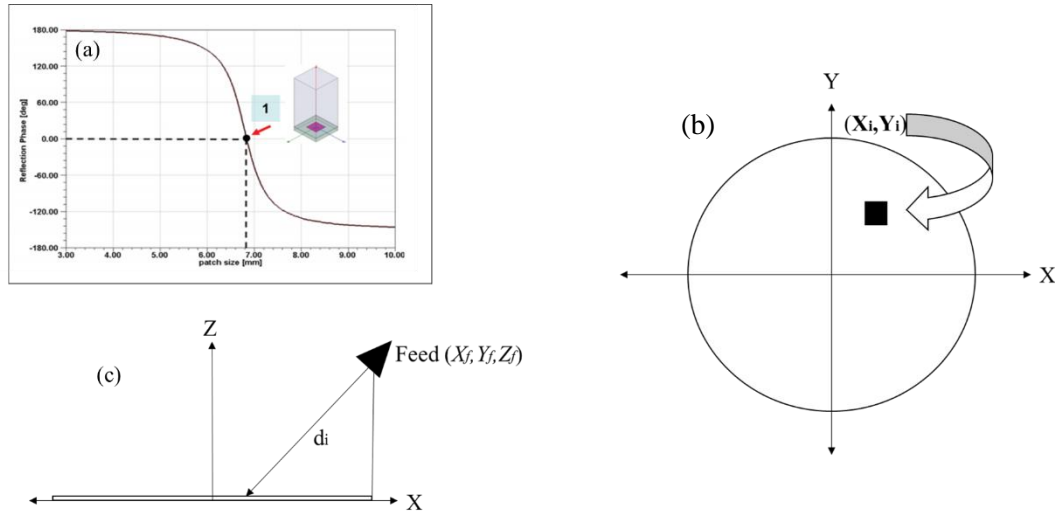 (a)
Reflection Phase [deg]
180.00
120.00
60.00
0.00
-60.00
-120.00
-180.00
1
3.00 4.00 5.00 6.00 7.00 8.00 9.00 10.00
patch size [mm]
(b)
Y
(Xi,Yi)
X
(c)
Z
Feed (Xf,Yf,Zf)
di
X